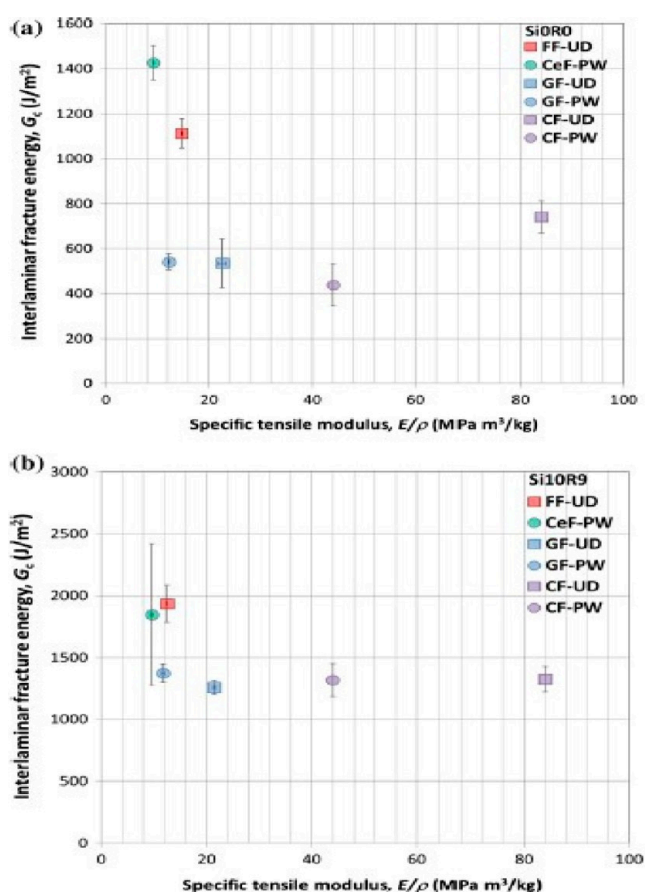 (a)
Interlaminar fracture energy, G꜀ (J/m²)
1600
1400
1200
1000
800
600
400
200
0
Si0R0
FF-UD
CeF-PW
GF-UD
GF-PW
CF-UD
CF-PW
0 20 40 60 80 100
Specific tensile modulus, E/ρ (MPa m³/kg)
(b)
Interlaminar fracture energy, G꜀ (J/m²)
3000
2500
2000
1500
1000
500
0
Si10R9
FF-UD
CeF-PW
GF-UD
GF-PW
CF-UD
CF-PW
0 20 40 60 80 100
Specific tensile modulus, E/ρ (MPa m³/kg)